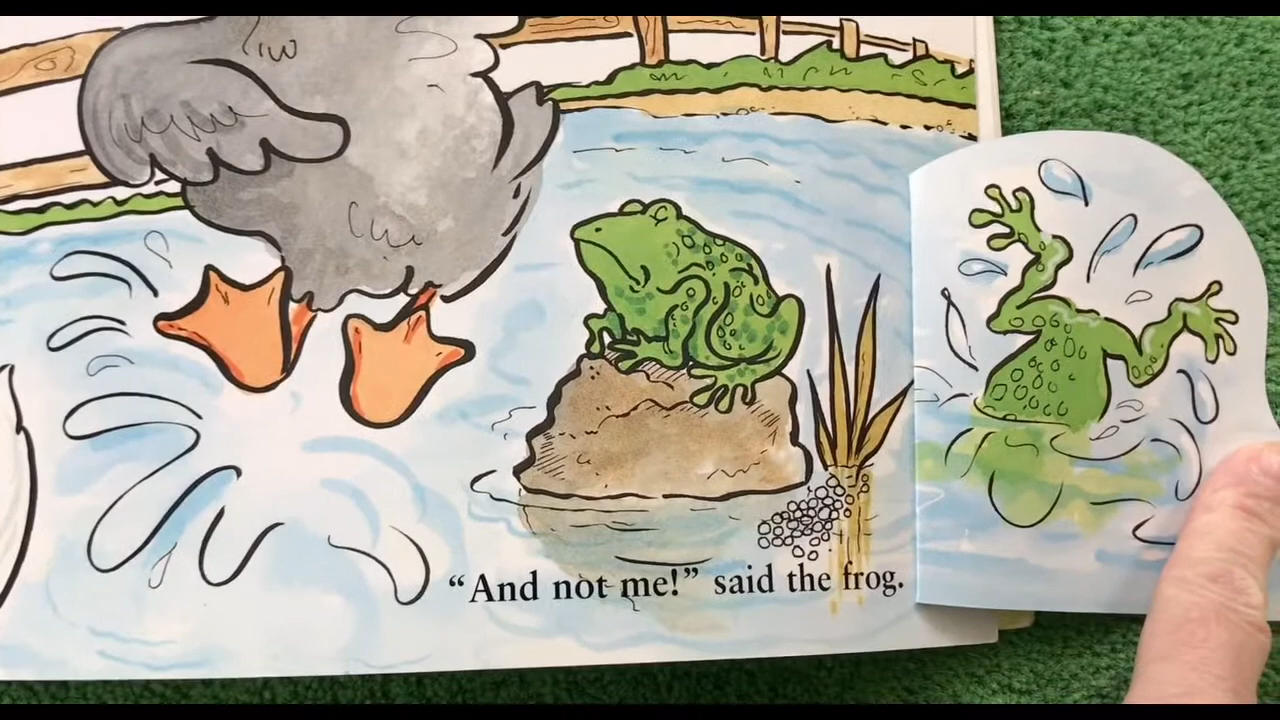 “And not me!” said the frog.